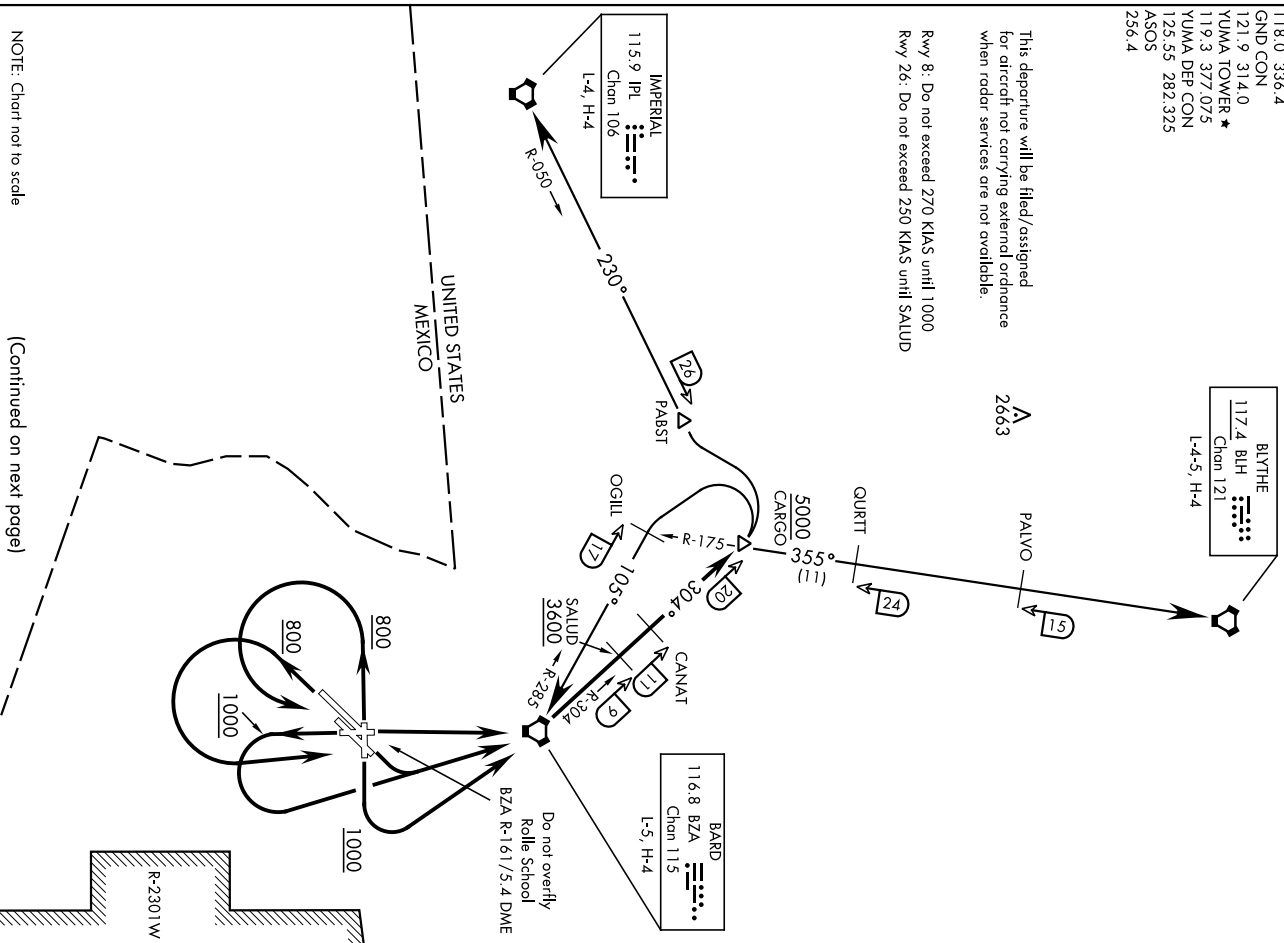 118.0 336.4
GND CON
121.9 314.0
YUMA TOWER ★
119.3 377.075
YUMA DEP CON
125.55 282.325
ASOS
256.4
This departure will be filed/assigned
for aircraft not carrying external ordnance
when radar services are not available.
Rwy 8: Do not exceed 270 KIAS until 1000
Rwy 26: Do not exceed 250 KIAS until SALUD
BLYTHE
117.4 BLH
Chan 121
L-4-5, H-4
2663
PALVO
15
QURTT
24
355°
(11)
5000
CARGO
20
304°
R-175
IMPERIAL
115.9 IPL
Chan 106
L-4, H-4
R-050
230°
26
PABST
OGILL
17
105°
CANAT
11
SALUD
3600
9
R-304
R-285
BARD
116.8 BZA
Chan 115
L-5, H-4
Do not overfly
Rolle School
BZA R-161/5.4 DME
800
800
1000
1000
UNITED STATES
MEXICO
R-2301W
NOTE: Chart not to scale
(Continued on next page)